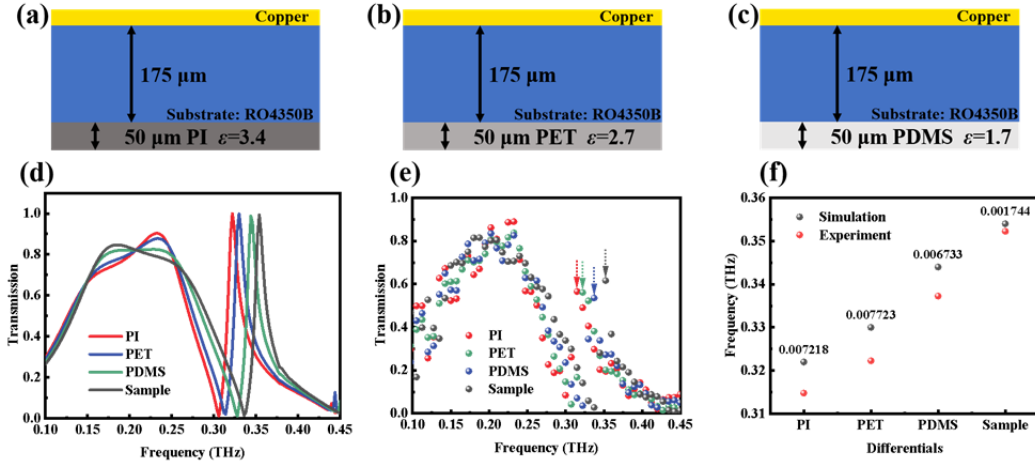 (a)
Copper
175 μm
Substrate: RO4350B
50 μm PI ε=3.4
(b)
Copper
175 μm
Substrate: RO4350B
50 μm PET ε=2.7
(c)
Copper
175 μm
Substrate: RO4350B
50 μm PDMS ε=1.7
(d)
Transmission
1.0
0.8
0.6
0.4
0.2
0.0
PI
PET
PDMS
Sample
0.10 0.15 0.20 0.25 0.30 0.35 0.40 0.45
Frequency (THz)
(e)
Transmission
1.0
0.8
0.6
0.4
0.2
0.0
PI
PET
PDMS
Sample
0.10 0.15 0.20 0.25 0.30 0.35 0.40 0.45
Frequency (THz)
(f)
Frequency (THz)
0.36
0.35
0.34
0.33
0.32
0.31
Simulation
Experiment
0.007218
0.007723
0.006733
0.001744
PI PET PDMS Sample
Differentials